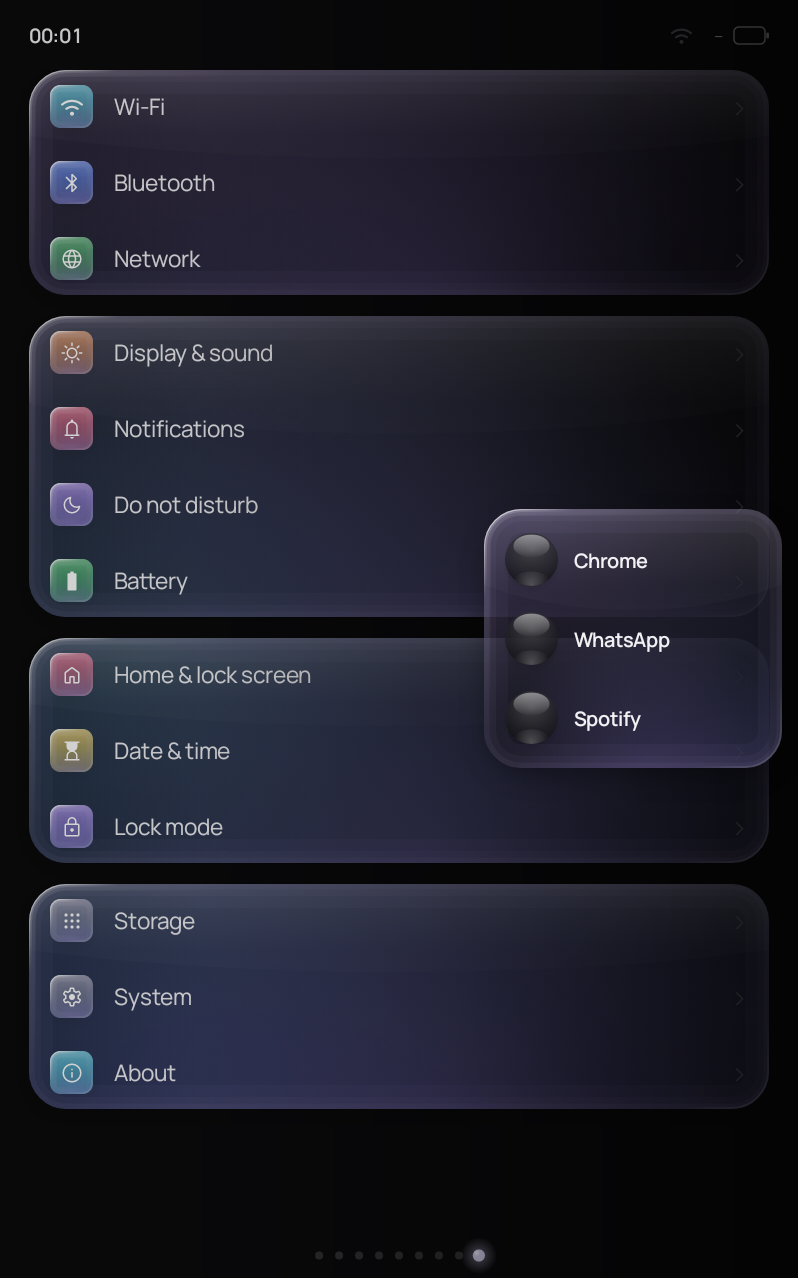 00:01
Wi-Fi
Bluetooth
Network
Display & sound
Notifications
Do not disturb
Battery
Chrome
WhatsApp
Spotify
Home & lock screen
Date & time
Lock mode
Storage
System
About